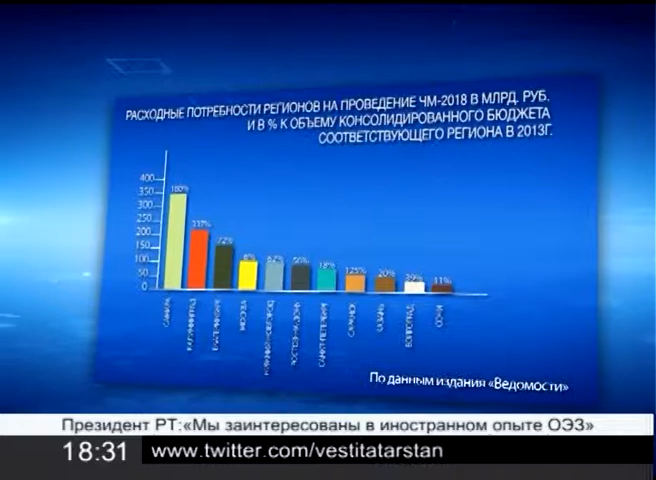 РАСХОДНЫЕ ПОТРЕБНОСТИ РЕГИОНОВ НА ПРОВЕДЕНИЕ ЧМ-2018 В МЛРД. РУБ.
И В % К ОБЪЕМУ КОНСОЛИДИРОВАННОГО БЮДЖЕТА
СООТВЕТСТВУЮЩЕГО РЕГИОНА В 2013Г.
400
350
300
250
200
150
100
50
0
180% 72% 6% 62% 56% 18% 125% 20% 39% 11%
САМАРА КАЛИНИНГРАД ЕКАТЕРИНБУРГ МОСКВА НИЖНИЙ НОВГОРОД РОСТОВ-НА-ДОНУ САНКТ-ПЕТЕРБУРГ САРАНСК КАЗАНЬ ВОЛГОГРАД СОЧИ
По данным издания «Ведомости»
Президент РТ:«Мы заинтересованы в иностранном опыте ОЭЗ»
18:31 www.twitter.com/vestitatarstan